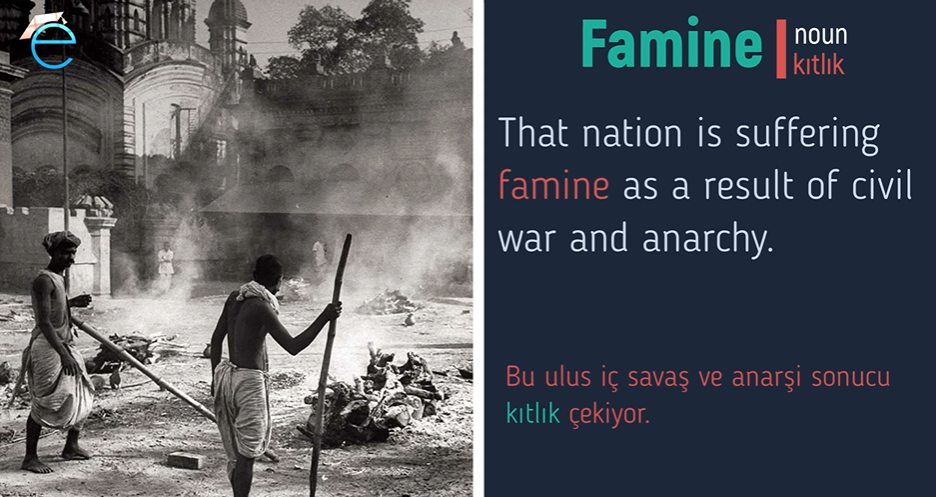 e
Famine
noun
kıtlık
That nation is suffering
famine as a result of civil
war and anarchy.
Bu ulus iç savaş ve anarşi sonucu
kıtlık çekiyor.